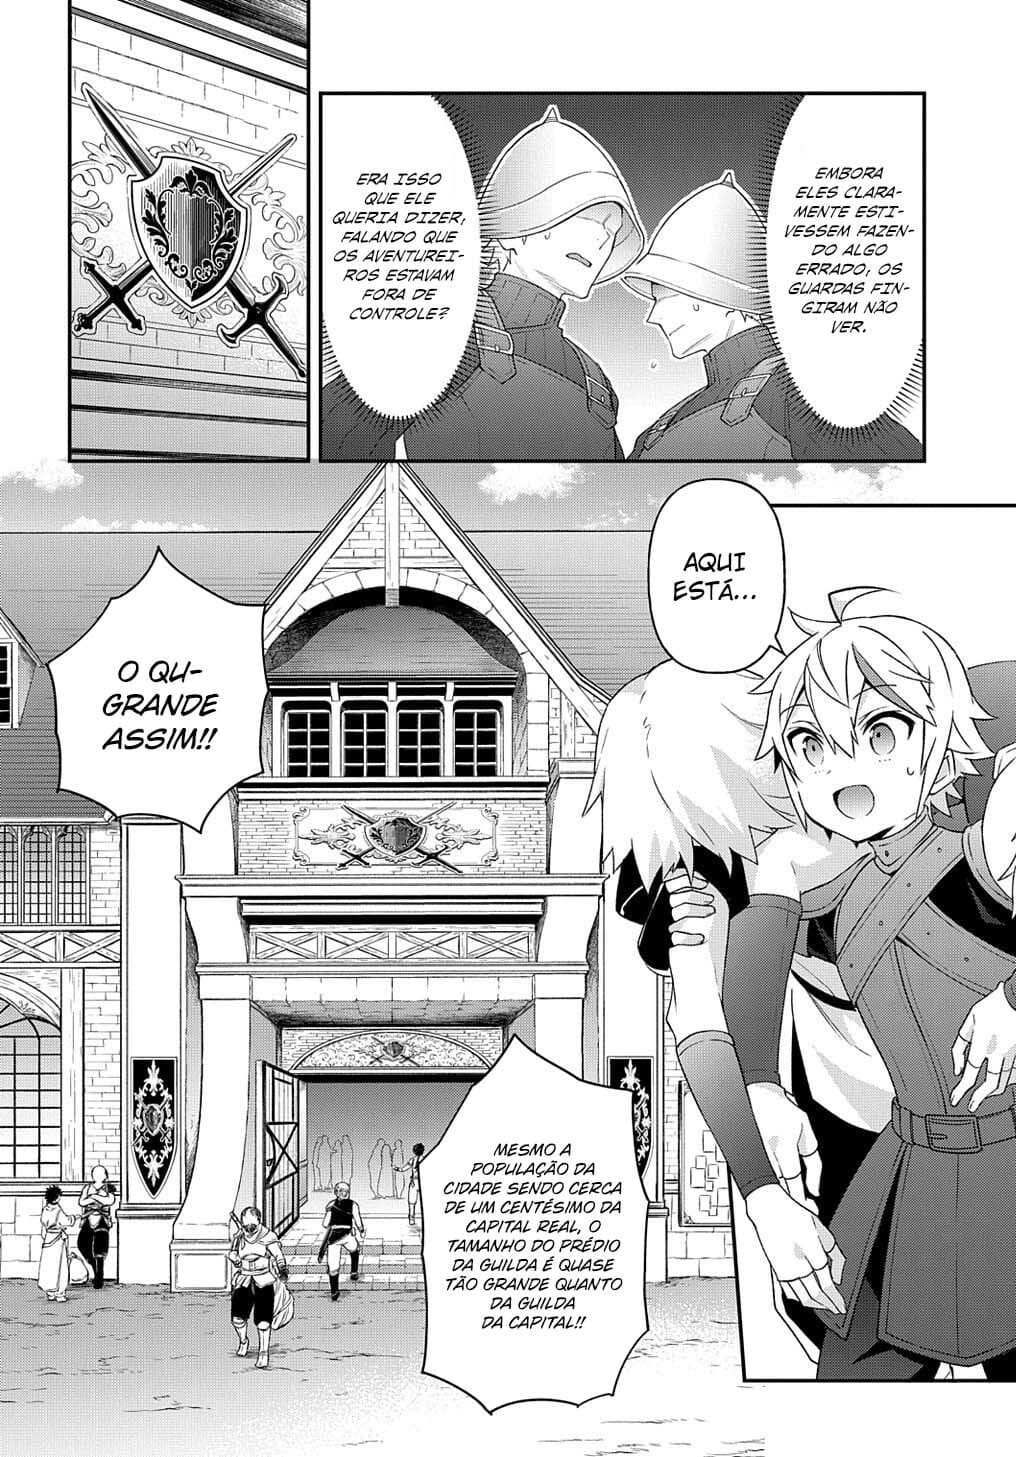 EMBORA
ELES CLARA-
MENTE ESTI-
VESSEM FAZEN-
DO ALGO
ERRADO, OS
GUARDAS FIN-
GIRAM NÃO
VER.
ERA ISSO
QUE ELE
QUERIA DIZER,
FALANDO QUE
OS AVENTUREI-
ROS ESTAVAM
FORA DE
CONTROLE?
AQUI
ESTÁ...
O QU-
GRANDE
ASSIM!!
MESMO A
POPULAÇÃO DA
CIDADE SENDO CERCA
DE UM CENTÉSIMO DA
CAPITAL REAL, O
TAMANHO DO PRÉDIO
DA GUILDA É QUASE
TÃO GRANDE QUANTO
DA GUILDA
DA CAPITAL!!